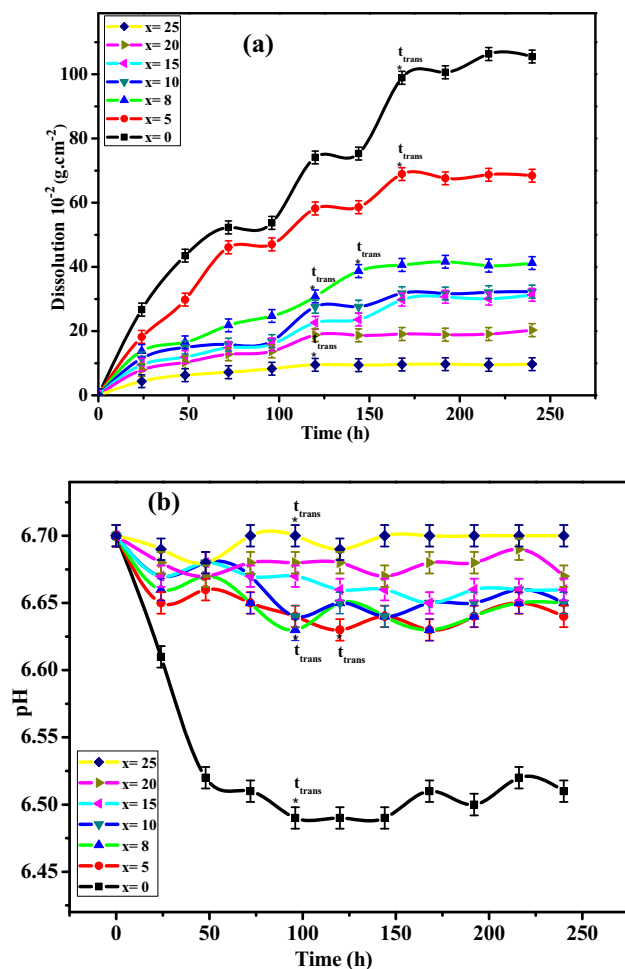 (a)
x= 25
x= 20
x= 15
x= 10
x= 8
x= 5
x= 0
t_trans
*
t_trans
*
t_trans
*
t_trans
*
t_trans
*
100
80
60
40
20
0
Dissolution 10⁻² (g.cm⁻²)
0 50 100 150 200 250
Time (h)
(b)
t_trans
*
t_trans
*
t_trans
*
t_trans
*
6.70
6.65
6.60
6.55
6.50
6.45
pH
x= 25
x= 20
x= 15
x= 10
x= 8
x= 5
x= 0
0 50 100 150 200 250
Time (h)